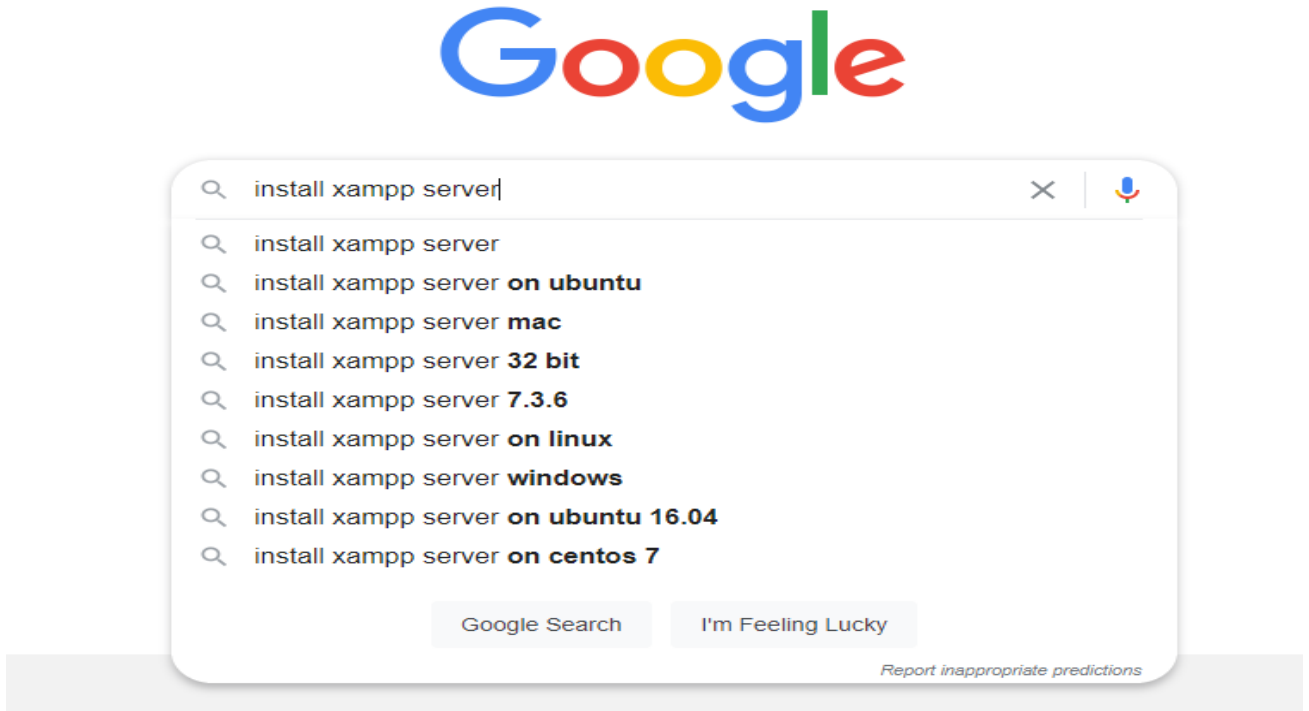 Google
install xampp server
install xampp server
install xampp server on ubuntu
install xampp server mac
install xampp server 32 bit
install xampp server 7.3.6
install xampp server on linux
install xampp server windows
install xampp server on ubuntu 16.04
install xampp server on centos 7
Google Search I'm Feeling Lucky
Report inappropriate predictions